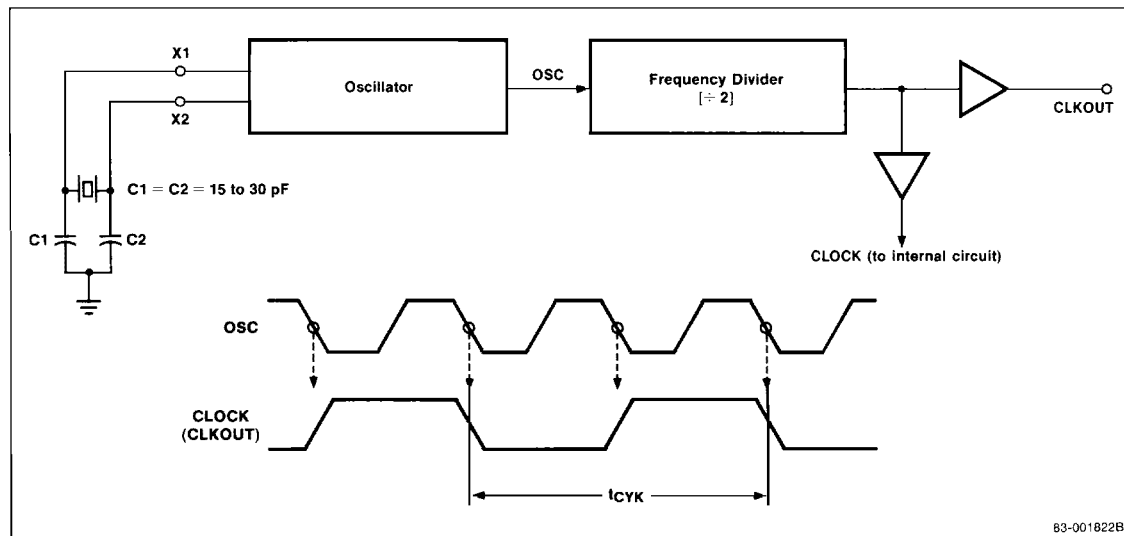 X1
OSC
Oscillator
Frequency Divider
[÷ 2]
X2
CLKOUT
C1 = C2 = 15 to 30 pF
C1
C2
CLOCK (to internal circuit)
OSC
CLOCK
(CLKOUT)
tCYK
83-001822B